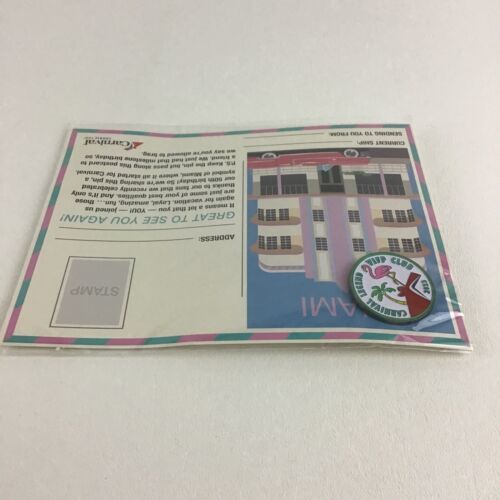 GREAT TO SEE YOU AGAIN!
It means a lot that you — YOU! — joined us
again for vacation. Loyal, amazing, fun ... those
are just some of your best qualities. And it's
thanks to our fans that we recently celebrated
our 50th birthday. So we're sharing this pin, a
symbol of Miami, where it all started for Carnival.
P.S. Keep the pin, but pass along this postcard to
a friend. We just had that milestone birthday, so
we say you're allowed to brag.
Carnival
STAMP
ADDRESS:
CURRENT SHIP:
SENDING TO YOU FROM:
AMI
CLUB
CARNIVAL LEGEND